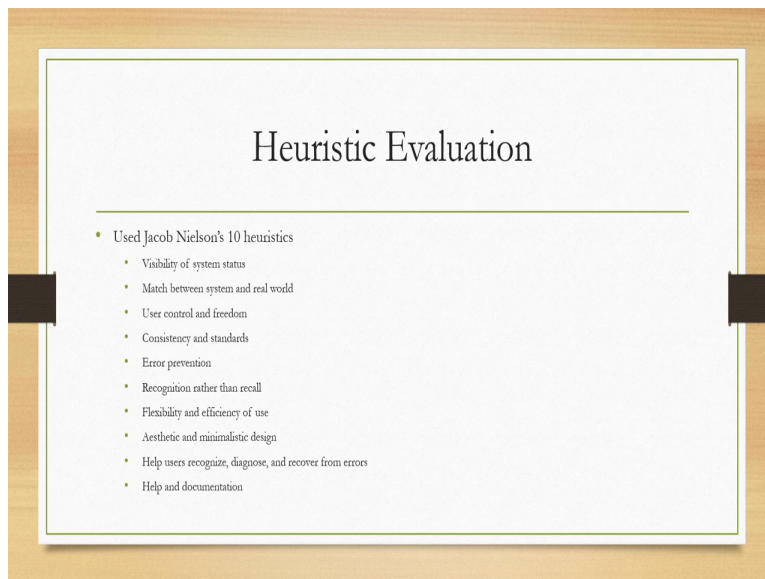 Heuristic Evaluation
Used Jacob Nielson's 10 heuristics
Visibility of system status
Match between system and real world
User control and freedom
Consistency and standards
Error prevention
Recognition rather than recall
Flexibility and efficiency of use
Aesthetic and minimalistic design
Help users recognize, diagnose, and recover from errors
Help and documentation